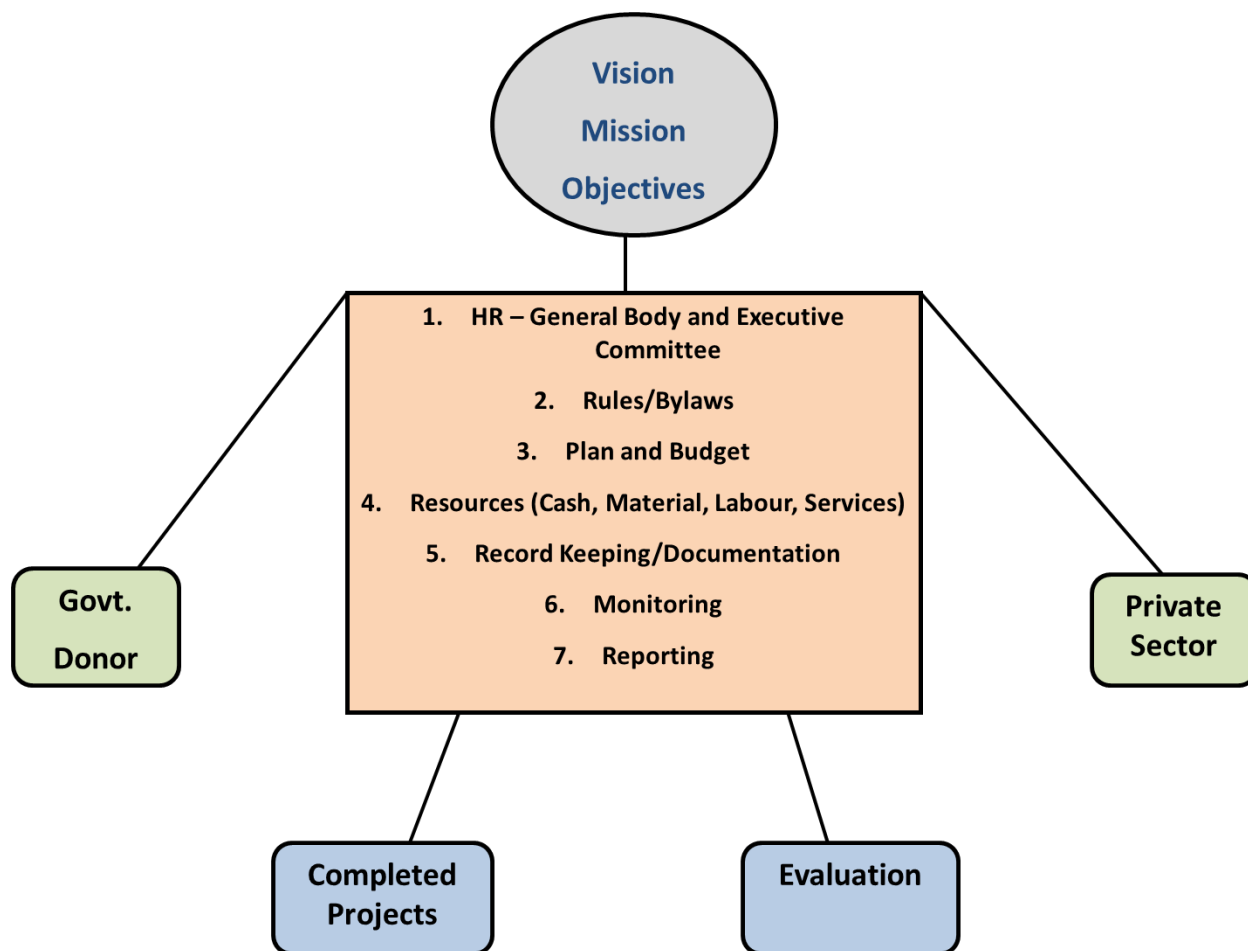 Vision
Mission
Objectives
1. HR – General Body and Executive
Committee
2. Rules/Bylaws
3. Plan and Budget
4. Resources (Cash, Material, Labour, Services)
5. Record Keeping/Documentation
6. Monitoring
7. Reporting
Govt.
Donor
Private
Sector
Completed
Projects
Evaluation